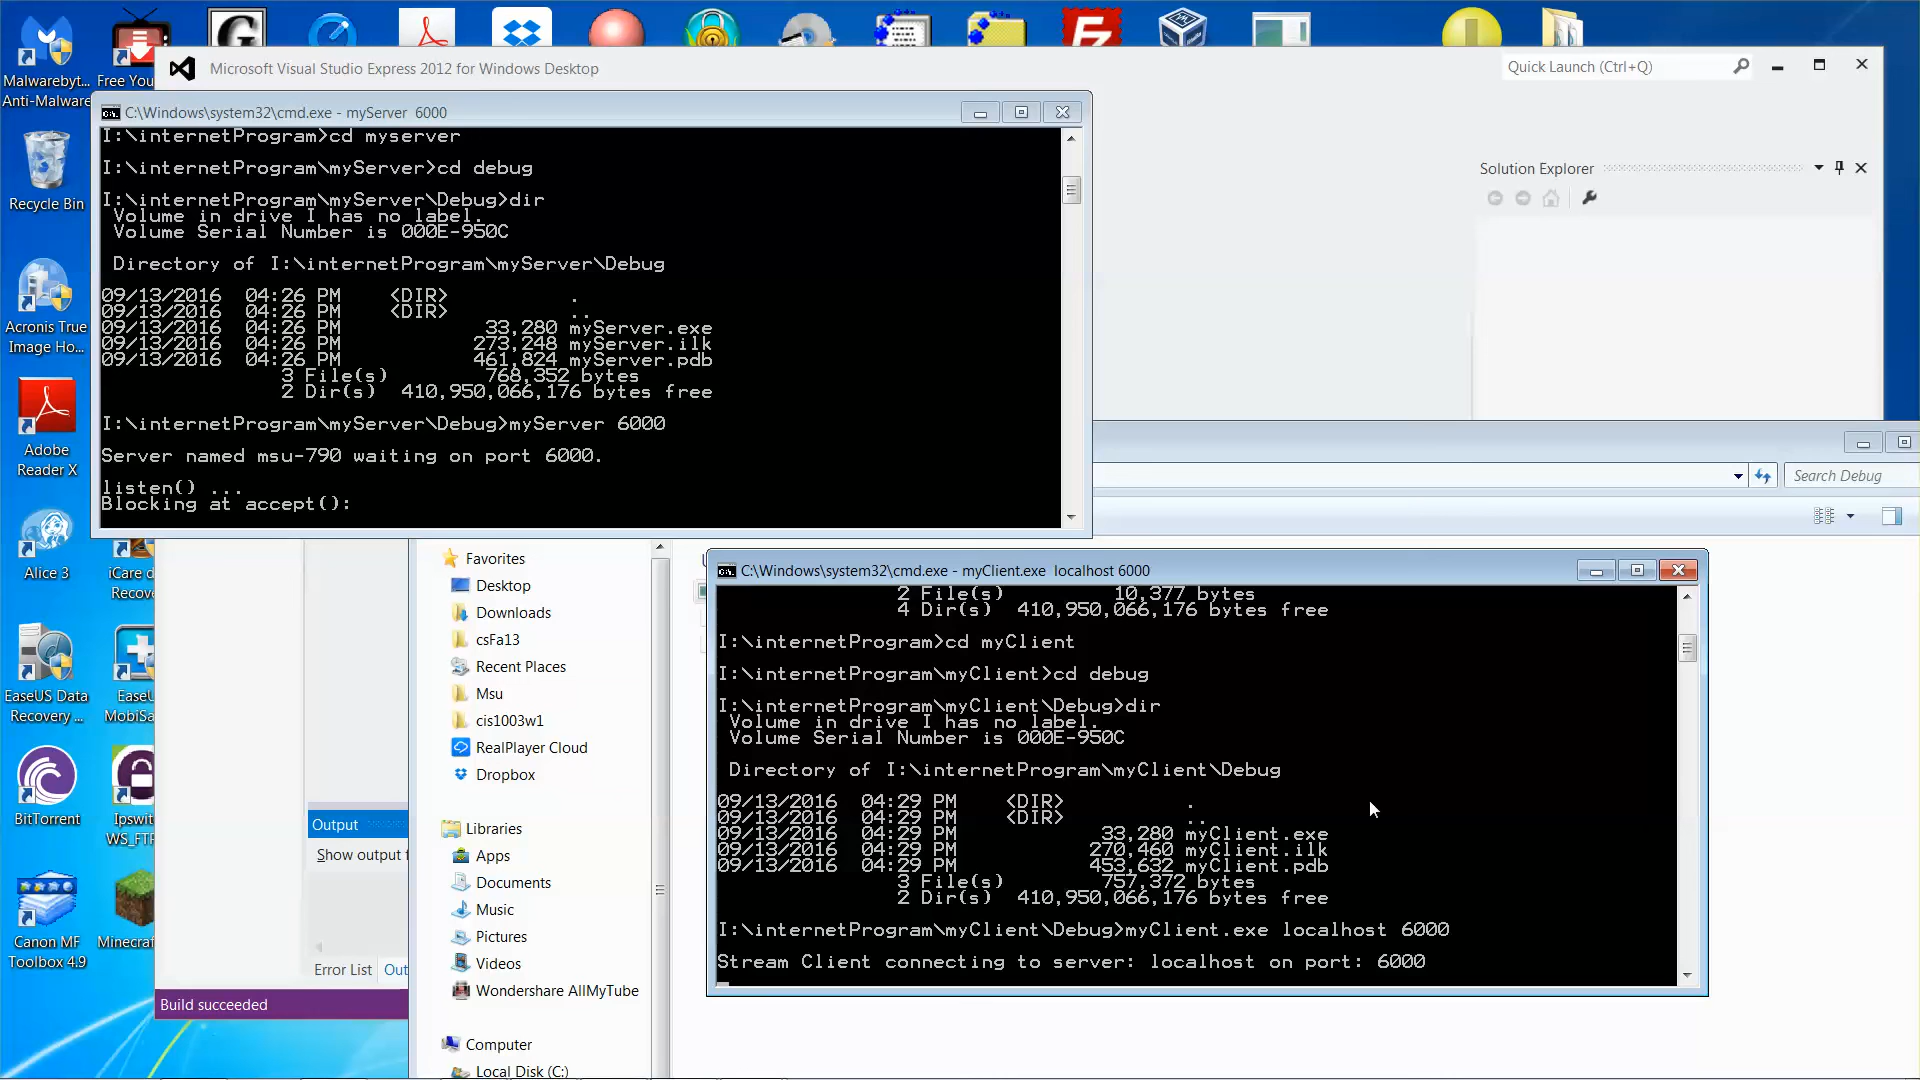 Malwareby... Anti-Malware
Free You
Microsoft Visual Studio Express 2012 for Windows Desktop
Quick Launch (Ctrl+Q)
C:\Windows\system32\cmd.exe - myServer 6000
I:\internetProgram>cd myserver
I:\internetProgram\myServer>cd debug
I:\internetProgram\myServer\Debug>dir
Volume in drive I has no label.
Volume Serial Number is 000E-950C
Directory of I:\internetProgram\myServer\Debug
09/13/2016 04:26 PM <DIR> .
09/13/2016 04:26 PM <DIR> ..
09/13/2016 04:26 PM 33,280 myServer.exe
09/13/2016 04:26 PM 273,248 myServer.ilk
09/13/2016 04:26 PM 461,824 myServer.pdb
3 File(s) 768,352 bytes
2 Dir(s) 410,950,066,176 bytes free
I:\internetProgram\myServer\Debug>myServer 6000
Server named msu-790 waiting on port 6000.
listen() ...
Blocking at accept():
Solution Explorer
Search Debug
Recycle Bin
Acronis True
Image Ho...
Adobe
Reader X
Alice 3
iCare d
Recove
EaseUS Data
Recovery ...
EaseU
MobiSa
BitTorrent
Ipswit
WS_FTF
Canon MF
Toolbox 4.9
Minecraf
Output
Show output f
Error List
Out
Build succeeded
Favorites
Desktop
Downloads
csFa13
Recent Places
Msu
cis1003w1
RealPlayer Cloud
Dropbox
Libraries
Apps
Documents
Music
Pictures
Videos
Wondershare AllMyTube
Computer
Local Disk (C:)
C:\Windows\system32\cmd.exe - myClient.exe localhost 6000
2 File(s) 10,377 bytes
4 Dir(s) 410,950,066,176 bytes free
I:\internetProgram>cd myClient
I:\internetProgram\myClient>cd debug
I:\internetProgram\myClient\Debug>dir
Volume in drive I has no label.
Volume Serial Number is 000E-950C
Directory of I:\internetProgram\myClient\Debug
09/13/2016 04:29 PM <DIR> .
09/13/2016 04:29 PM <DIR> ..
09/13/2016 04:29 PM 33,280 myClient.exe
09/13/2016 04:29 PM 270,460 myClient.ilk
09/13/2016 04:29 PM 453,632 myClient.pdb
3 File(s) 757,372 bytes
2 Dir(s) 410,950,066,176 bytes free
I:\internetProgram\myClient\Debug>myClient.exe localhost 6000
Stream Client connecting to server: localhost on port: 6000